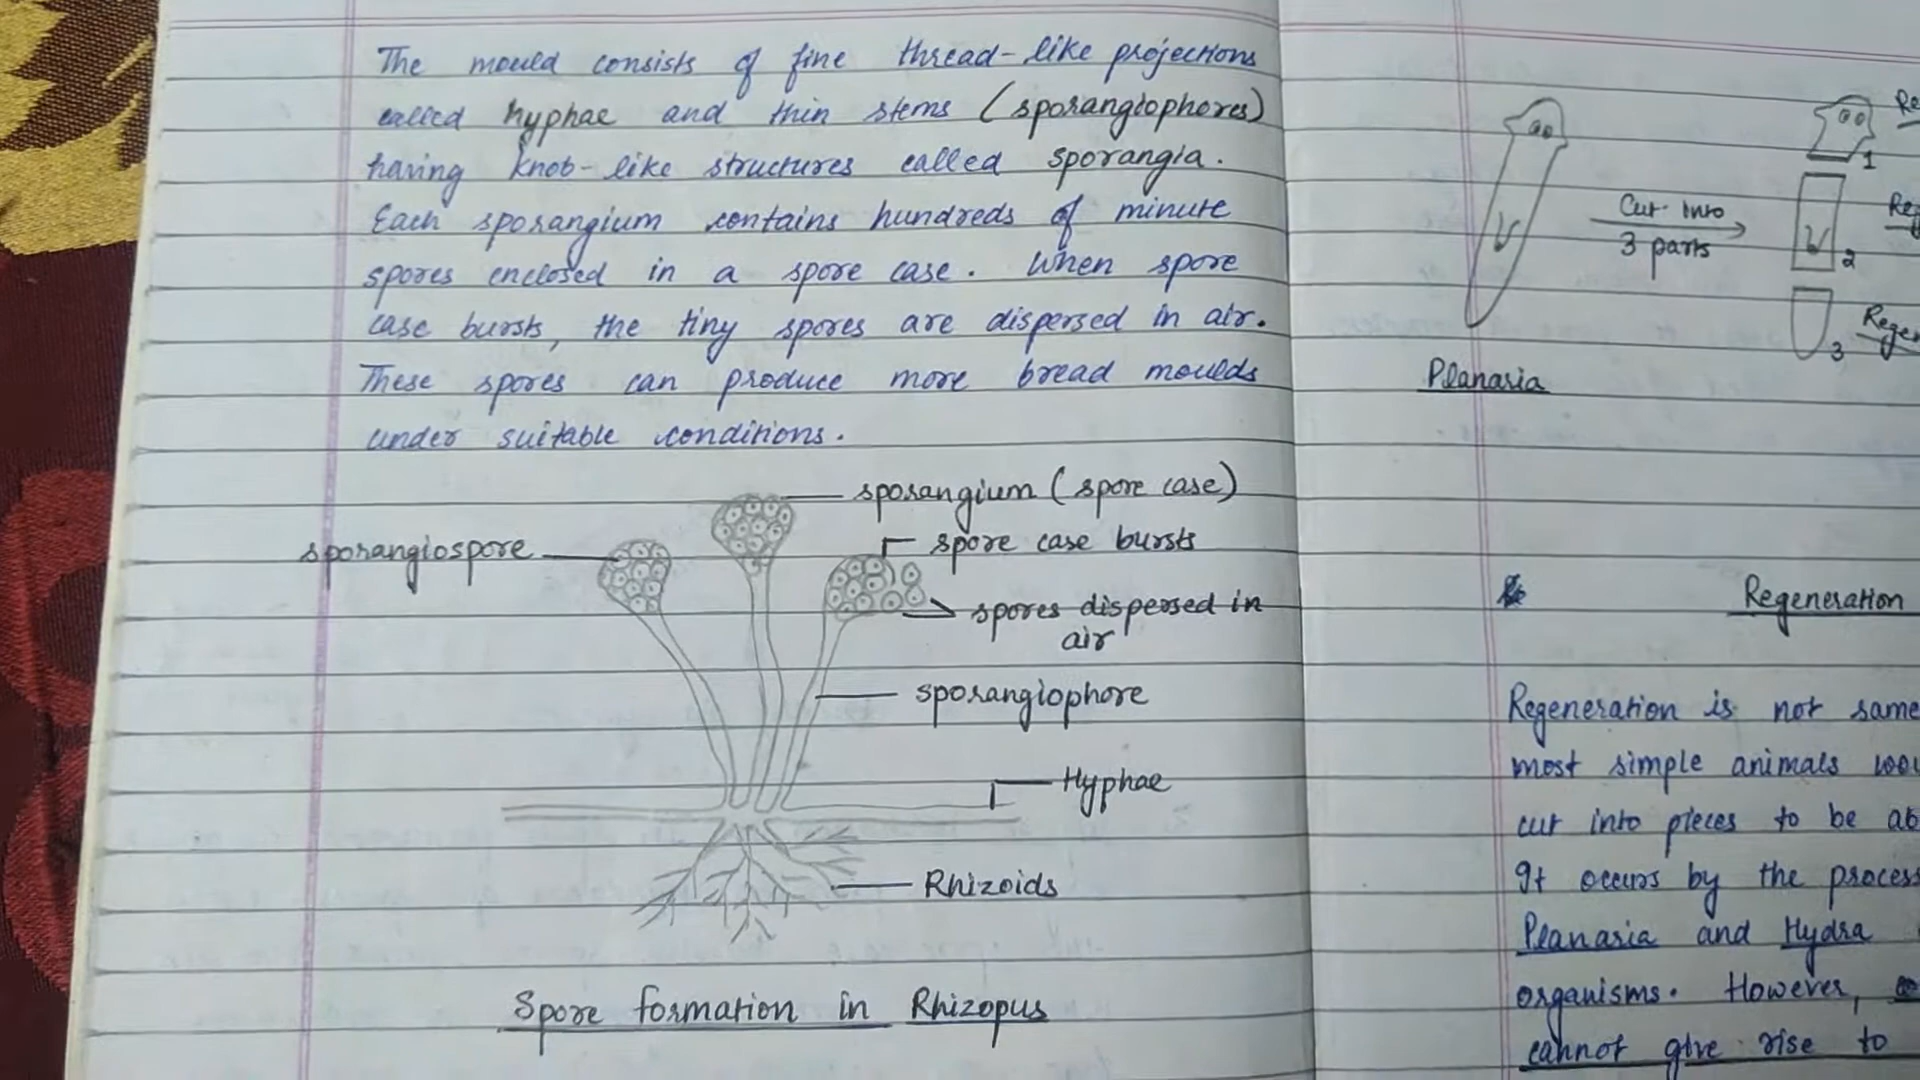 The mould consists of fine thread-like projections
called hyphae and thin stems (sporangiophores)
having knob-like structures called sporangia.
Each sporangium contains hundreds of minute
spores enclosed in a spore case. When spore
case bursts, the tiny spores are dispersed in air.
These spores can produce more bread moulds
under suitable conditions.
sporangium (spore case)
sporangiospore
spore case bursts
spores dispersed in
air
sporangiophore
Hyphae
Rhizoids
Spore formation in Rhizopus
1
Cut into
3 parts
2
3
Planaria
Regeneration
Regeneration is not same
most simple animals
cut into pieces to be
It occurs by the process
Planaria and Hydra
organisms. However,
cannot give rise to